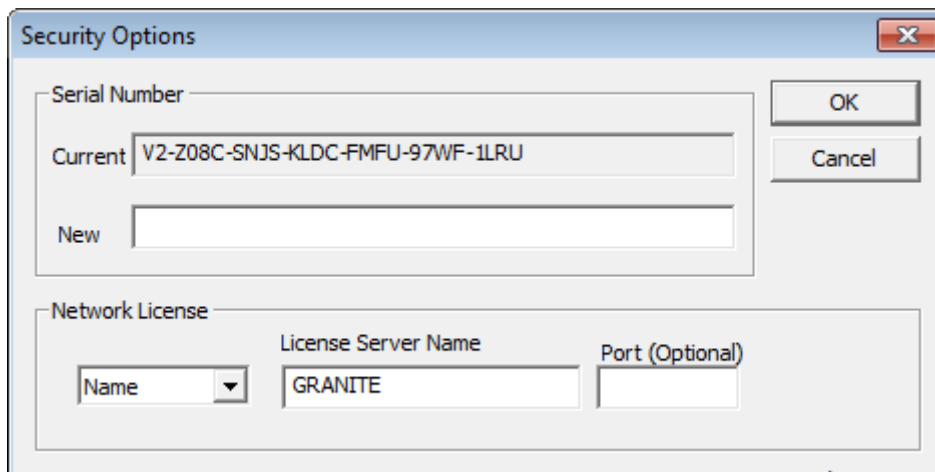 Security Options
Serial Number
OK
Current V2-Z08C-SNJS-KLDC-FMFU-97WF-1LRU
Cancel
New
Network License
License Server Name
Port (Optional)
Name
GRANITE